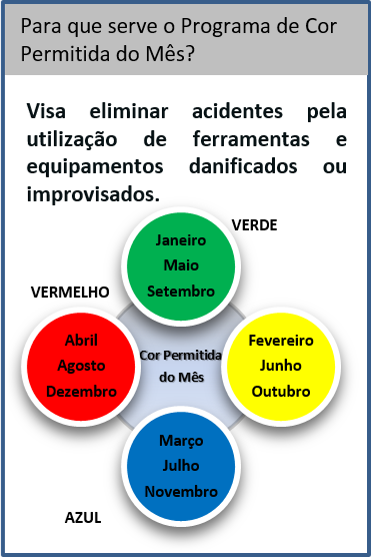 Para que serve o Programa de Cor
Permitida do Mês?
Visa eliminar acidentes pela
utilização de ferramentas e
equipamentos danificados ou
improvisados.
VERDE
Janeiro
Maio
Setembro
VERMELHO
Abril
Agosto
Dezembro
Cor Permitida
do Mês
Fevereiro
Junho
Outubro
Março
Julho
Novembro
AZUL